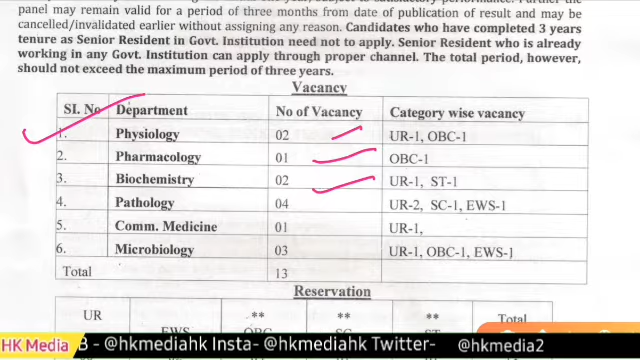 panel may remain valid for a period of three months from date of publication of result and may be
cancelled/invalidated earlier without assigning any reason. Candidates who have completed 3 years
tenure as Senior Resident in Govt. Institution need not to apply. Senior Resident who is already
working in any Govt. Institution can apply through proper channel. The total period, however,
should not exceed the maximum period of three years.
Vacancy
SI. No Department No of Vacancy Category wise vacancy
1. Physiology 02 UR-1, OBC-1
2. Pharmacology 01 OBC-1
3. Biochemistry 02 UR-1, ST-1
4. Pathology 04 UR-2, SC-1, EWS-1
5. Comm. Medicine 01 UR-1,
6. Microbiology 03 UR-1, OBC-1, EWS-1
Total 13
Reservation
UR ** ** ** Total
EWS OBC SC ST
HK Media B - @hkmediahk Insta- @hkmediahk Twitter- @hkmedia2